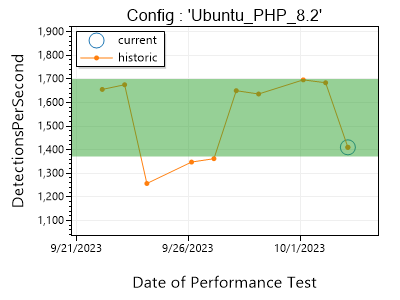 Config : 'Ubuntu_PHP_8.2'
current
historic
1,900
1,800
1,700
1,600
1,500
1,400
1,300
1,200
1,100
DetectionsPerSecond
9/21/2023
9/26/2023
10/1/2023
Date of Performance Test